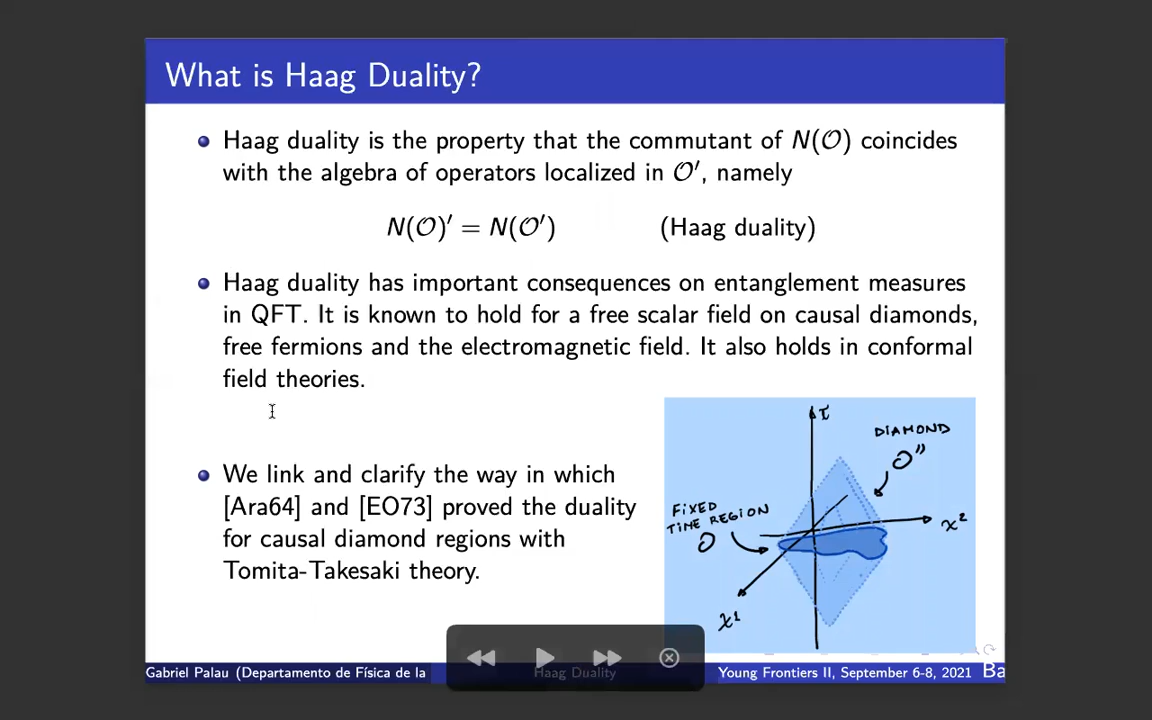 What is Haag Duality?
Haag duality is the property that the commutant of N(𝒪) coincides
with the algebra of operators localized in 𝒪′, namely
N(𝒪)′ = N(𝒪′) (Haag duality)
Haag duality has important consequences on entanglement measures
in QFT. It is known to hold for a free scalar field on causal diamonds,
free fermions and the electromagnetic field. It also holds in conformal
field theories.
We link and clarify the way in which
[Ara64] and [EO73] proved the duality
for causal diamond regions with
Tomita-Takesaki theory.
τ
DIAMOND
𝒪″
FIXED
TIME REGION
𝒪
x²
x¹
Gabriel Palau (Departamento de Física de la
Haag Duality
Young Frontiers II, September 6-8, 2021
Ba